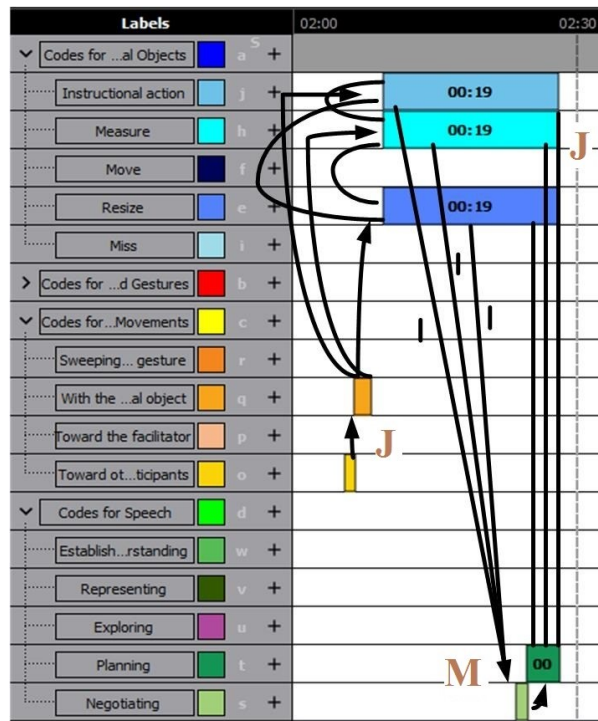 Labels 02:00 02:30
Codes for ...al Objects a S +
Instructional action j + 00:19
Measure h + 00:19
J
Move f +
Resize e + 00:19
Miss i +
Codes for ...d Gestures b +
Codes for...Movements c +
Sweeping... gesture r +
With the ...al object q +
Toward the facilitator p +
J
Toward ot...ticipants o +
Codes for Speech d +
Establish...rstanding w +
Representing v +
Exploring u +
Planning t + M 00
Negotiating s +